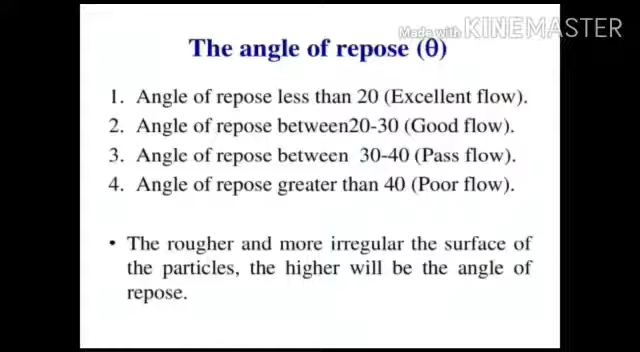 Made with KINEMASTER
The angle of repose (θ)
1. Angle of repose less than 20 (Excellent flow).
2. Angle of repose between20-30 (Good flow).
3. Angle of repose between 30-40 (Pass flow).
4. Angle of repose greater than 40 (Poor flow).
• The rougher and more irregular the surface of
the particles, the higher will be the angle of
repose.